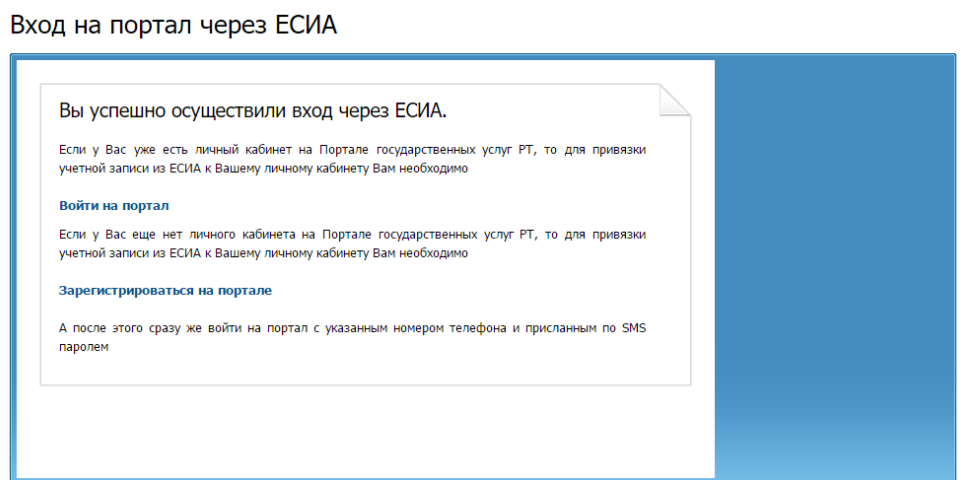 Вход на портал через ЕСИА
Вы успешно осуществили вход через ЕСИА.
Если у Вас уже есть личный кабинет на Портале государственных услуг РТ, то для привязки
учетной записи из ЕСИА к Вашему личному кабинету Вам необходимо
Войти на портал
Если у Вас еще нет личного кабинета на Портале государственных услуг РТ, то для привязки
учетной записи из ЕСИА к Вашему личному кабинету Вам необходимо
Зарегистрироваться на портале
А после этого сразу же войти на портал с указанным номером телефона и присланным по SMS
паролем